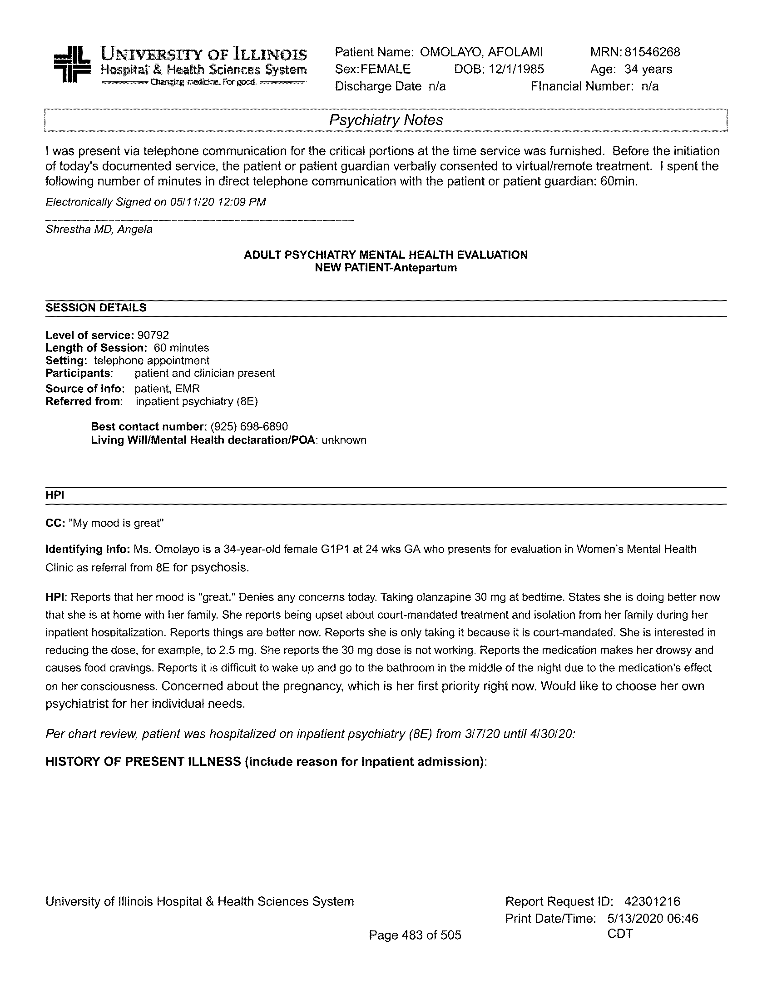 UNIVERSITY OF ILLINOIS
Hospital & Health Sciences System
Changing medicine. For good.
Patient Name: OMOLAYO, AFOLAMI MRN: 81546268
Sex: FEMALE DOB: 12/1/1985 Age: 34 years
Discharge Date n/a FInancial Number: n/a
Psychiatry Notes
I was present via telephone communication for the critical portions at the time service was furnished. Before the initiation
of today's documented service, the patient or patient guardian verbally consented to virtual/remote treatment. I spent the
following number of minutes in direct telephone communication with the patient or patient guardian: 60min.
Electronically Signed on 05/11/20 12:09 PM
Shrestha MD, Angela
ADULT PSYCHIATRY MENTAL HEALTH EVALUATION
NEW PATIENT-Antepartum
SESSION DETAILS
Level of service: 90792
Length of Session: 60 minutes
Setting: telephone appointment
Participants: patient and clinician present
Source of Info: patient, EMR
Referred from: inpatient psychiatry (8E)
Best contact number: (925) 698-6890
Living Will/Mental Health declaration/POA: unknown
HPI
CC: "My mood is great"
Identifying Info: Ms. Omolayo is a 34-year-old female G1P1 at 24 wks GA who presents for evaluation in Women's Mental Health
Clinic as referral from 8E for psychosis.
HPI: Reports that her mood is "great." Denies any concerns today. Taking olanzapine 30 mg at bedtime. States she is doing better now
that she is at home with her family. She reports being upset about court-mandated treatment and isolation from her family during her
inpatient hospitalization. Reports things are better now. Reports she is only taking it because it is court-mandated. She is interested in
reducing the dose, for example, to 2.5 mg. She reports the 30 mg dose is not working. Reports the medication makes her drowsy and
causes food cravings. Reports it is difficult to wake up and go to the bathroom in the middle of the night due to the medication's effect
on her consciousness. Concerned about the pregnancy, which is her first priority right now. Would like to choose her own
psychiatrist for her individual needs.
Per chart review, patient was hospitalized on inpatient psychiatry (8E) from 3/7/20 until 4/30/20:
HISTORY OF PRESENT ILLNESS (include reason for inpatient admission):
University of Illinois Hospital & Health Sciences System Report Request ID: 42301216
Print Date/Time: 5/13/2020 06:46
Page 483 of 505 CDT